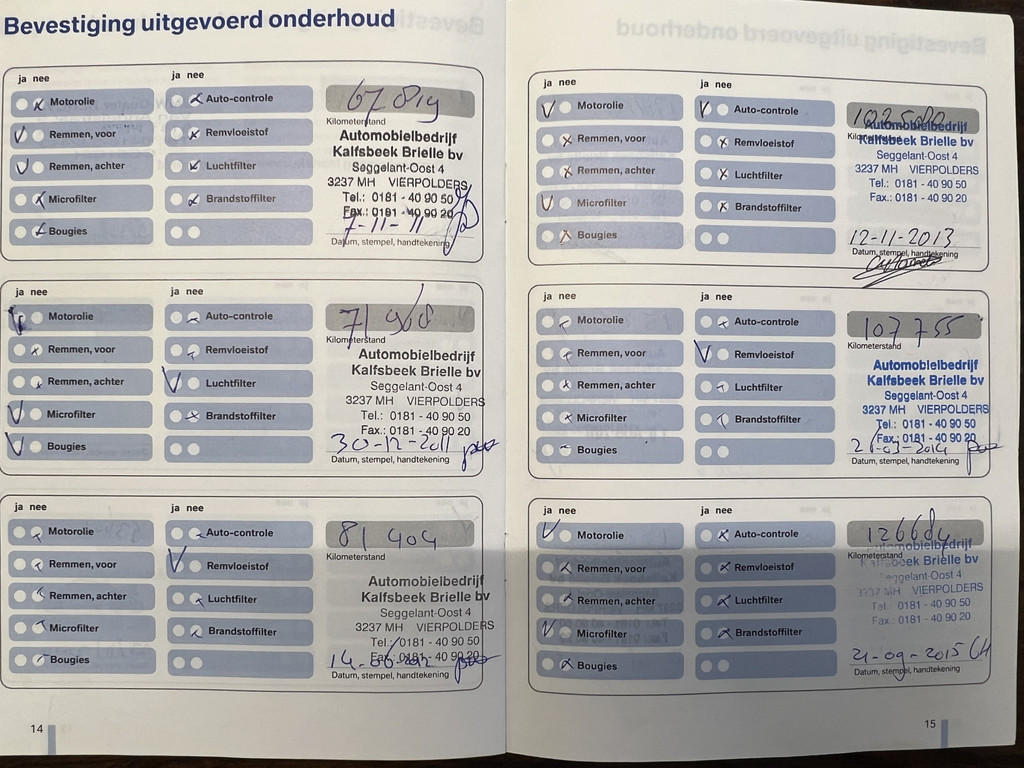 Bevestiging uitgevoerd onderhoud
ja nee
ja nee
Motorolie
Auto-controle
67819
Kilometerstand
Remmen, voor
Remvloeistof
Automobielbedrijf
Kalfsbeek Brielle bv
Remmen, achter
Luchtfilter
Seggelant-Oost 4
3237 MH VIERPOLDERS
Microfilter
Brandstoffilter
Tel.: 0181 - 40 90 50
Fax.: 0181 - 40 90 20
Bougies
7-11-11
Datum, stempel, handtekening
ja nee
ja nee
Motorolie
Auto-controle
71 968
Kilometerstand
Remmen, voor
Remvloeistof
Automobielbedrijf
Kalfsbeek Brielle bv
Remmen, achter
Luchtfilter
Seggelant-Oost 4
3237 MH VIERPOLDERS
Microfilter
Brandstoffilter
Tel.: 0181 - 40 90 50
Fax.: 0181 - 40 90 20
Bougies
30-12-2011
Datum, stempel, handtekening
ja nee
ja nee
Motorolie
Auto-controle
81 404
Kilometerstand
Remmen, voor
Remvloeistof
Automobielbedrijf
Kalfsbeek Brielle bv
Remmen, achter
Luchtfilter
Seggelant-Oost 4
3237 MH VIERPOLDERS
Microfilter
Brandstoffilter
Tel.: 0181 - 40 90 50
Fax.: 0181 - 40 90 20
Bougies
Datum, stempel, handtekening
14
ja nee
ja nee
Motorolie
Auto-controle
Kilometerstand
Remmen, voor
Remvloeistof
Automobielbedrijf
Kalfsbeek Brielle bv
Remmen, achter
Luchtfilter
Seggelant-Oost 4
3237 MH VIERPOLDERS
Microfilter
Brandstoffilter
Tel.: 0181 - 40 90 50
Fax.: 0181 - 40 90 20
Bougies
12-11-2013
Datum, stempel, handtekening
ja nee
ja nee
Motorolie
Auto-controle
107 755
Kilometerstand
Remmen, voor
Remvloeistof
Automobielbedrijf
Kalfsbeek Brielle bv
Remmen, achter
Luchtfilter
Seggelant-Oost 4
3237 MH VIERPOLDERS
Microfilter
Brandstoffilter
Tel.: 0181 - 40 90 50
Fax.: 0181 - 40 90 20
Bougies
Datum, stempel, handtekening
ja nee
ja nee
Motorolie
Auto-controle
126684
Kilometerstand
Remmen, voor
Remvloeistof
Automobielbedrijf
Kalfsbeek Brielle bv
Remmen, achter
Luchtfilter
Seggelant-Oost 4
3237 MH VIERPOLDERS
Microfilter
Brandstoffilter
Tel.: 0181 - 40 90 50
Fax.: 0181 - 40 90 20
Bougies
21-09-2015
Datum, stempel, handtekening
15